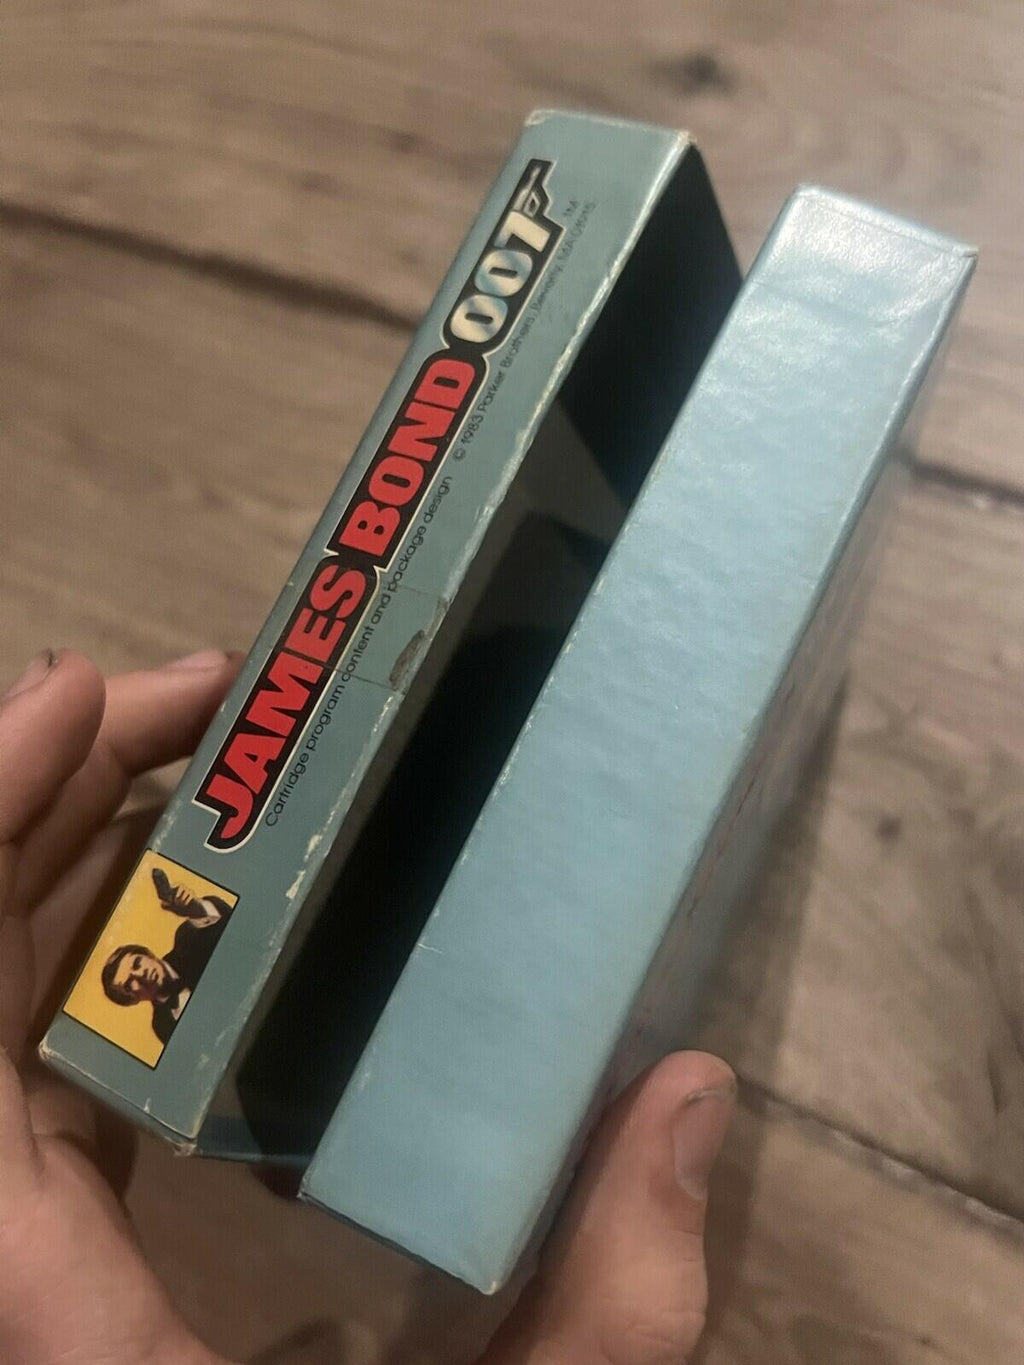 JAMES BOND 007 TM
Cartridge program content and package design © 1983 Parker Brothers, Beverly, MA 01915